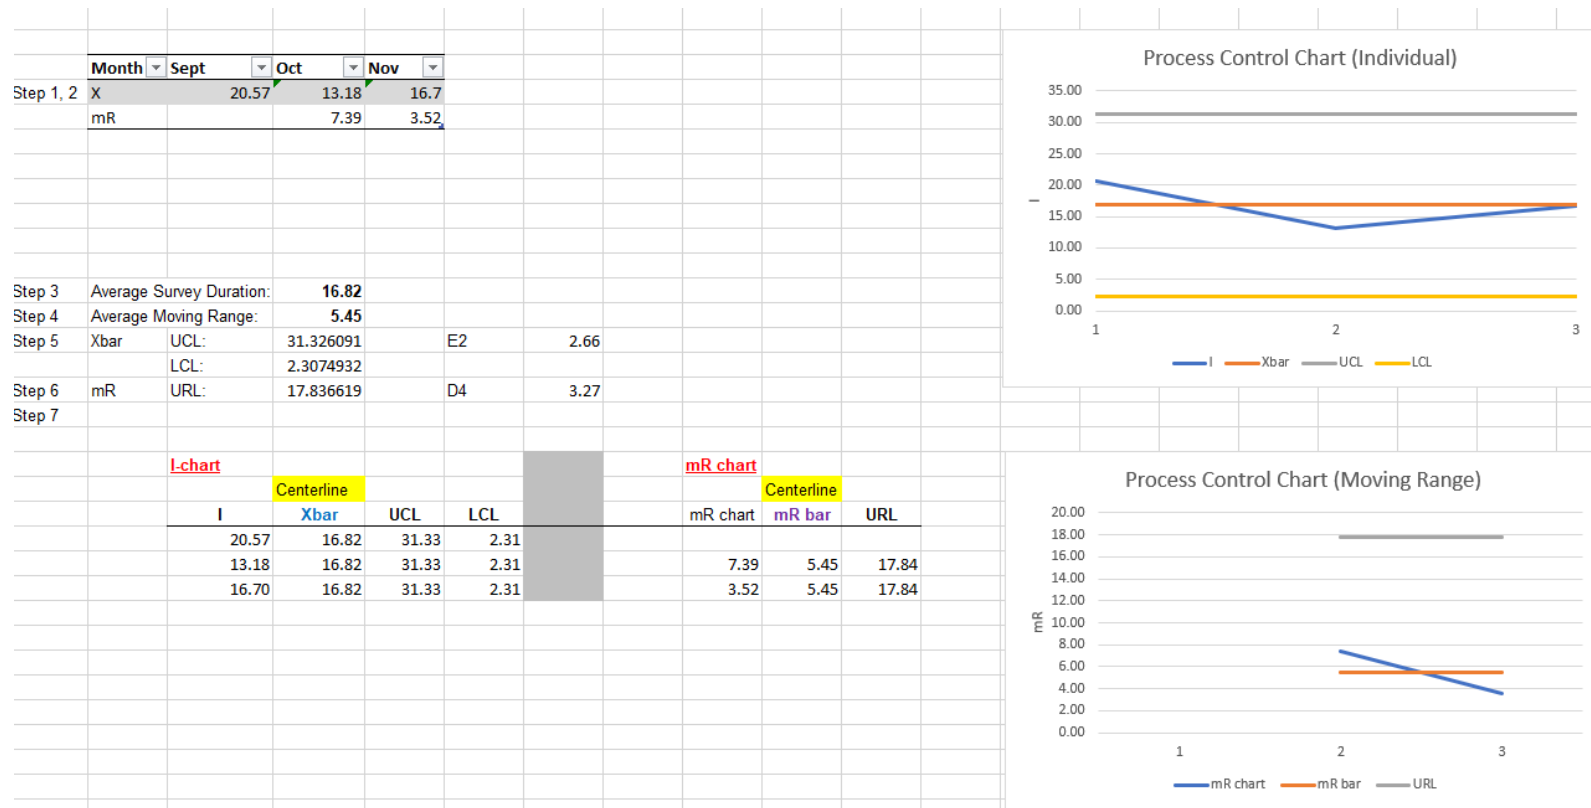 Month Sept Oct Nov
Step 1, 2 X 20.57 13.18 16.7
mR 7.39 3.52
Step 3 Average Survey Duration: 16.82
Step 4 Average Moving Range: 5.45
Step 5 Xbar UCL: 31.326091 E2 2.66
LCL: 2.3074932
Step 6 mR URL: 17.836619 D4 3.27
Step 7
I-chart mR chart
Centerline Centerline
I Xbar UCL LCL mR chart mR bar URL
20.57 16.82 31.33 2.31
13.18 16.82 31.33 2.31 7.39 5.45 17.84
16.70 16.82 31.33 2.31 3.52 5.45 17.84
Process Control Chart (Individual)
35.00
30.00
25.00
20.00
15.00
10.00
5.00
0.00
I
1 2 3
I Xbar UCL LCL
Process Control Chart (Moving Range)
20.00
18.00
16.00
14.00
12.00
10.00
8.00
6.00
4.00
2.00
0.00
mR
1 2 3
mR chart mR bar URL